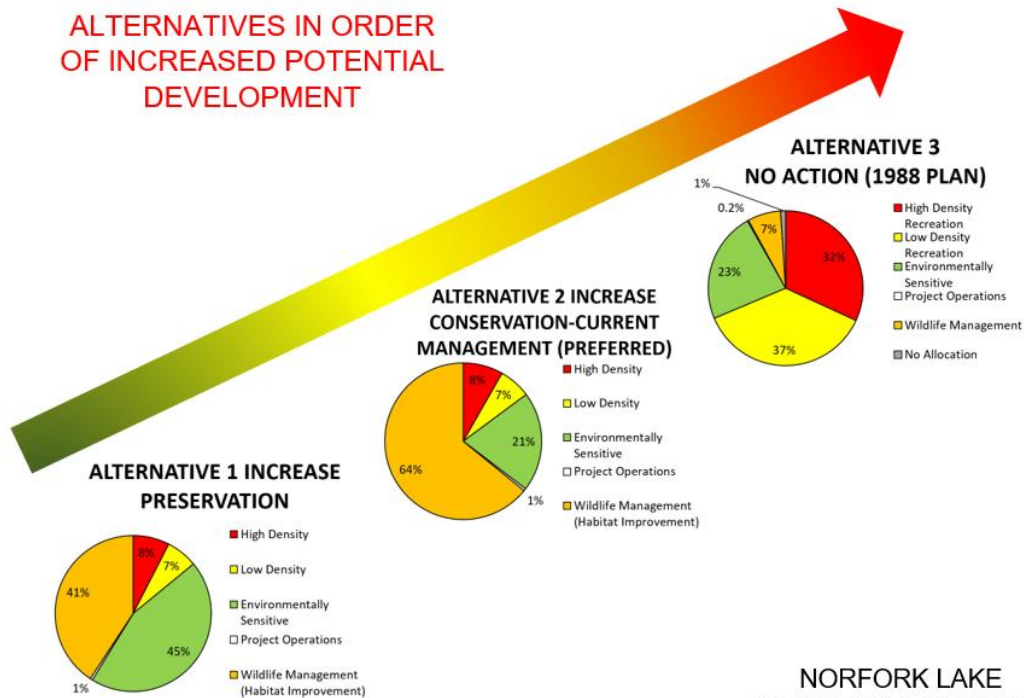 ALTERNATIVES IN ORDER
OF INCREASED POTENTIAL
DEVELOPMENT
ALTERNATIVE 3
NO ACTION (1988 PLAN)
1%
0.2%
7%
32%
23%
37%
High Density
Recreation
Low Density
Recreation
Environmentally
Sensitive
Project Operations
Wildlife Management
No Allocation
ALTERNATIVE 2 INCREASE
CONSERVATION-CURRENT
MANAGEMENT (PREFERRED)
8%
7%
21%
64%
1%
High Density
Low Density
Environmentally
Sensitive
Project Operations
Wildlife Management
(Habitat Improvement)
ALTERNATIVE 1 INCREASE
PRESERVATION
8%
7%
41%
45%
1%
High Density
Low Density
Environmentally
Sensitive
Project Operations
Wildlife Management
(Habitat Improvement)
NORFORK LAKE